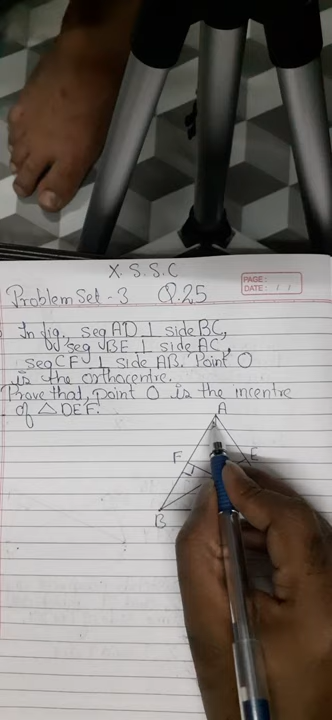 X.S.S.C
PAGE:
DATE: / /
Problem Set - 3 Q.25
In fig, seg AD ⊥ side BC,
seg BE ⊥ side AC,
seg CF ⊥ side AB. Point O
is the orthocentre.
Prove that, point O is the incentre
of △DEF.
A
F
E
B